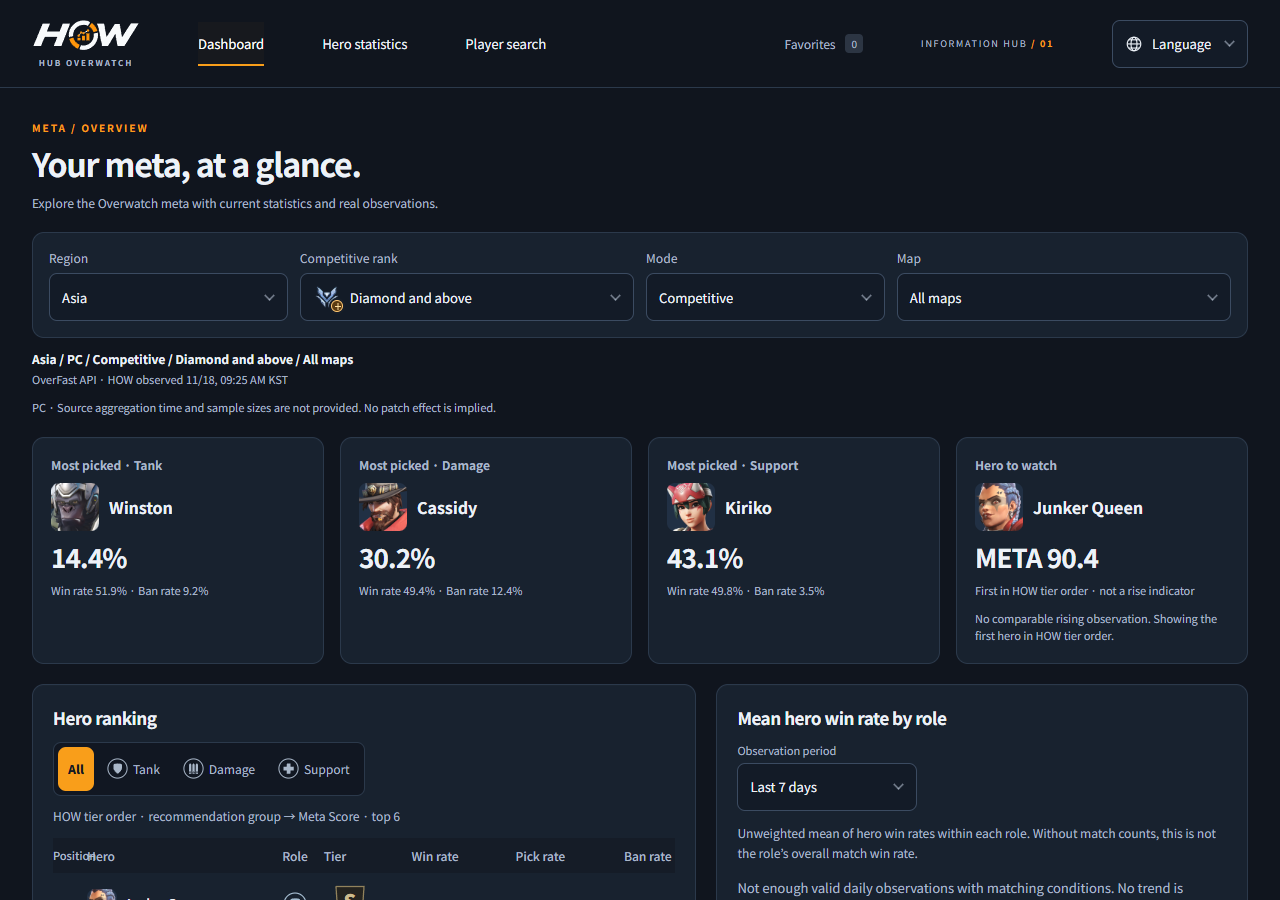 HOW
HUB OVERWATCH
Dashboard
Hero statistics
Player search
Favorites 0
INFORMATION HUB / 01
Language
META / OVERVIEW
Your meta, at a glance.
Explore the Overwatch meta with current statistics and real observations.
Region
Competitive rank
Mode
Map
Asia
Diamond and above
Competitive
All maps
Asia / PC / Competitive / Diamond and above / All maps
OverFast API · HOW observed 11/18, 09:25 AM KST
PC · Source aggregation time and sample sizes are not provided. No patch effect is implied.
Most picked · Tank
Winston
14.4%
Win rate 51.9% · Ban rate 9.2%
Most picked · Damage
Cassidy
30.2%
Win rate 49.4% · Ban rate 12.4%
Most picked · Support
Kiriko
43.1%
Win rate 49.8% · Ban rate 3.5%
Hero to watch
Junker Queen
META 90.4
First in HOW tier order · not a rise indicator
No comparable rising observation. Showing the
first hero in HOW tier order.
Hero ranking
All
Tank
Damage
Support
HOW tier order · recommendation group → Meta Score · top 6
Position Hero Role Tier Win rate Pick rate Ban rate
S
Mean hero win rate by role
Observation period
Last 7 days
Unweighted mean of hero win rates within each role. Without match counts, this is not
the role's overall match win rate.
Not enough valid daily observations with matching conditions. No trend is